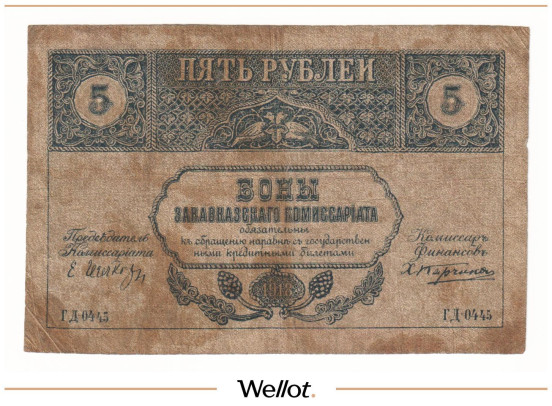 ПЯТЬ РУБЛЕЙ
5 5
БОНЫ
ЗАКАВКАЗСКАГО КОМИССАРІАТА
обязательны
къ обращенію наравнѣ съ государствен
ными кредитными билетами
Предсѣдатель
Комиссаріата
Комиссаръ
Финансовъ
1918
ГД-0445 ГД-0445
Wellot.